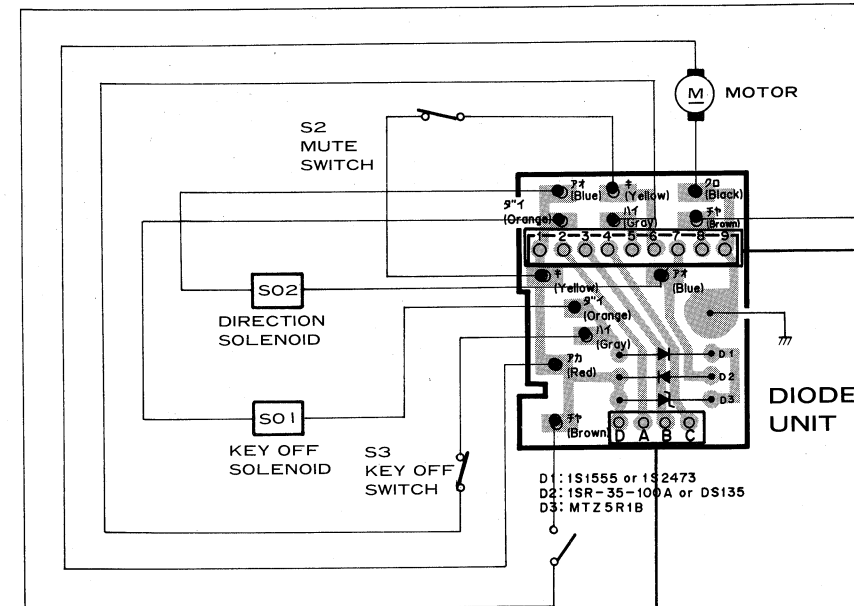 M
MOTOR
S2
MUTE
SWITCH
アオ
(Blue)
キ
(Yellow)
クロ
(Black)
ダイ
(Orange)
ハイ
(Gray)
チャ
(Brown)
1-2-3-4-5-6-7-8-9
キ
(Yellow)
アオ
(Blue)
SO2
DIRECTION
SOLENOID
ダイ
(Orange)
ハイ
(Gray)
アカ
(Red)
D1
D2
D3
DIODE
UNIT
SO1
KEY OFF
SOLENOID
S3
KEY OFF
SWITCH
チャ
(Brown)
D A B C
D1: 1S1555 or 1S2473
D2: 1SR-35-100A or DS135
D3: MTZ5R1B